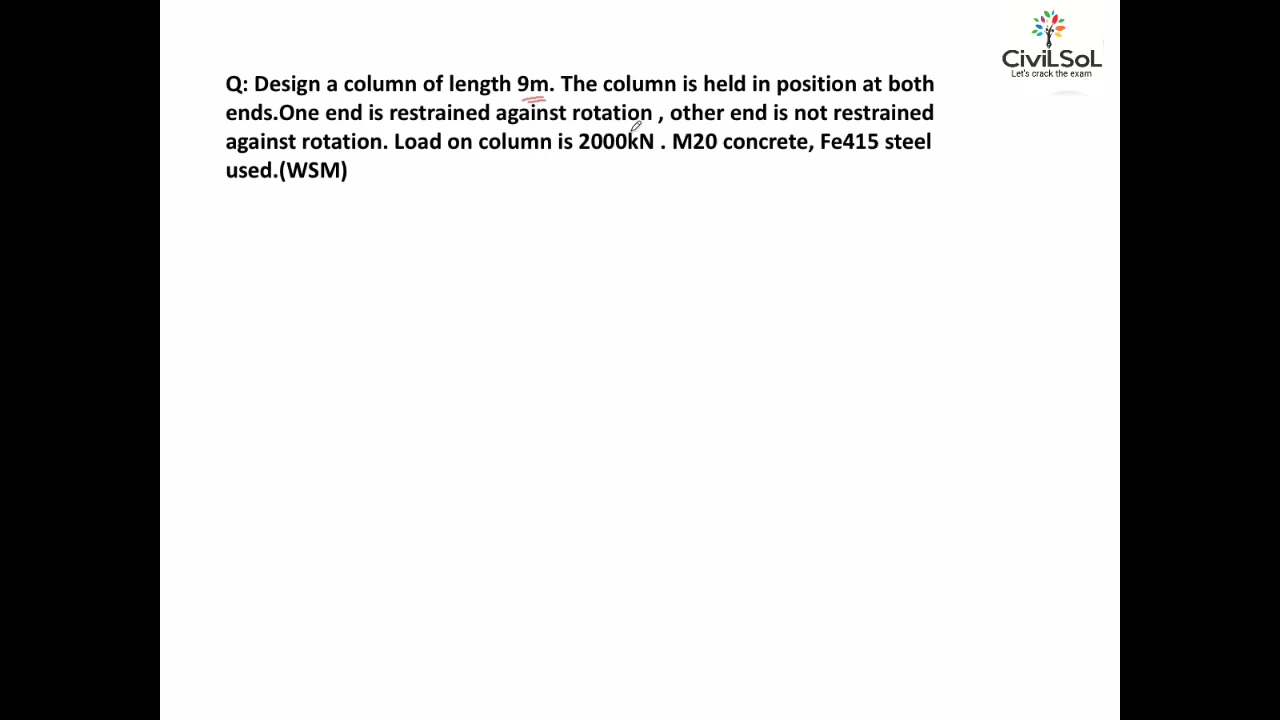 CiviLSoL
Let's crack the exam
Q: Design a column of length 9m. The column is held in position at both
ends.One end is restrained against rotation , other end is not restrained
against rotation. Load on column is 2000kN . M20 concrete, Fe415 steel
used.(WSM)